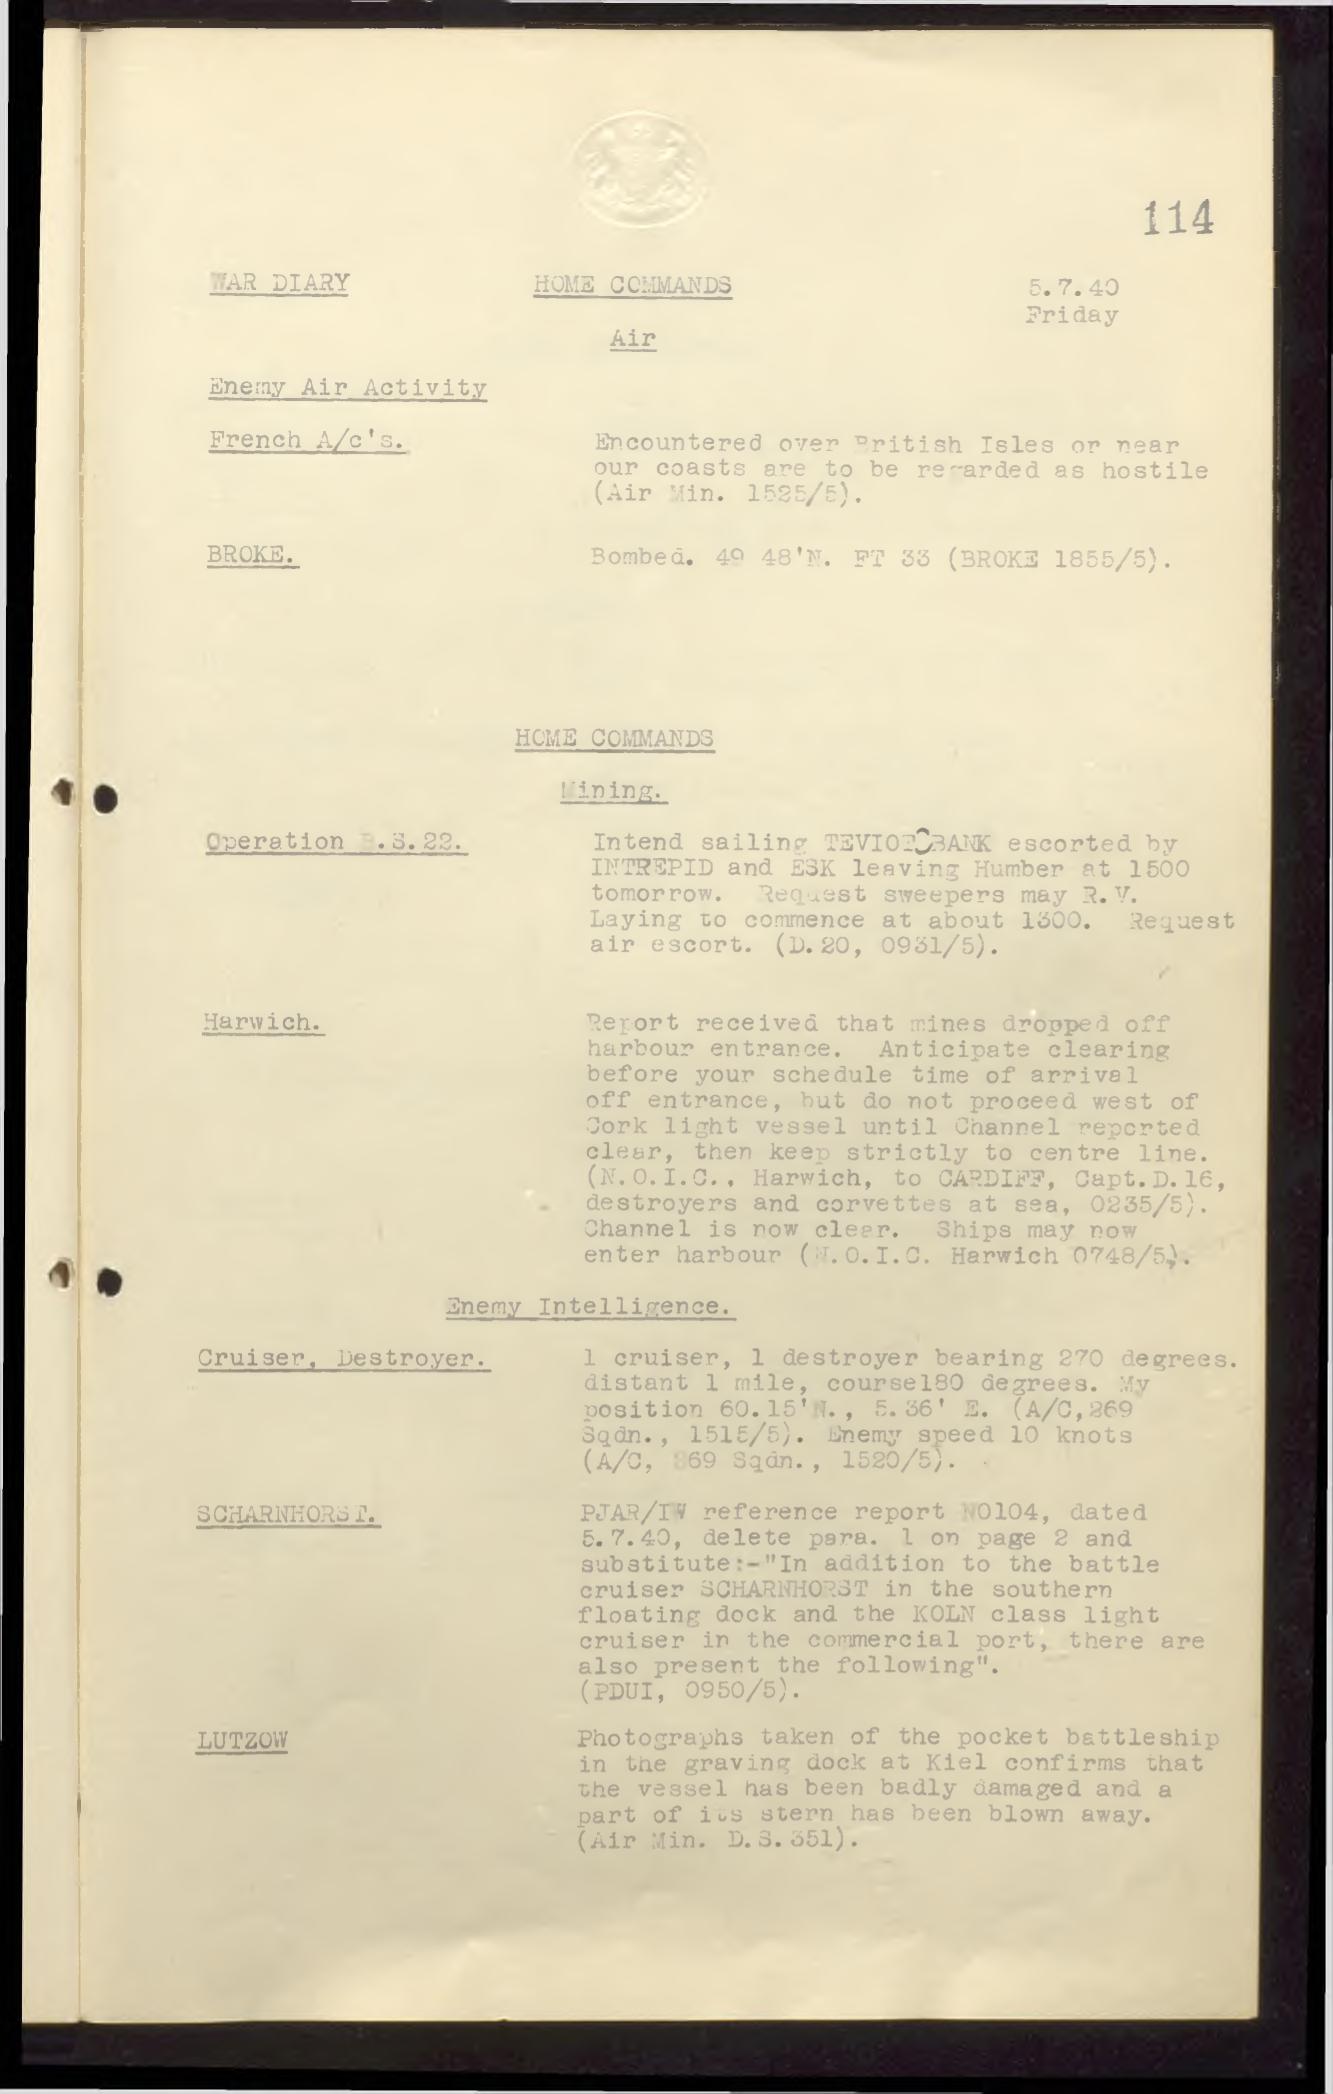 114
WAR DIARY HOME COMMANDS 5.7.40
Friday
Air
Enemy Air Activity
French A/c's. Encountered over British Isles or near
our coasts are to be regarded as hostile
(Air Min. 1525/5).
BROKE. Bombed. 49 48'N. FT 33 (BROKE 1855/5).
HOME COMMANDS
Mining.
Operation B.S.22. Intend sailing TEVIOTBANK escorted by
INTREPID and ESK leaving Humber at 1500
tomorrow. Request sweepers may R.V.
Laying to commence at about 1300. Request
air escort. (D.20, 0931/5).
Harwich. Report received that mines dropped off
harbour entrance. Anticipate clearing
before your schedule time of arrival
off entrance, but do not proceed west of
Cork light vessel until Channel reported
clear, then keep strictly to centre line.
(N.O.I.C., Harwich, to CARDIFF, Capt.D.16,
destroyers and corvettes at sea, 0235/5).
Channel is now clear. Ships may now
enter harbour (N.O.I.C. Harwich 0748/5).
Enemy Intelligence.
Cruiser, Destroyer. 1 cruiser, 1 destroyer bearing 270 degrees.
distant 1 mile, course180 degrees. My
position 60.15'N., 5.36' E. (A/C,269
Sqdn., 1515/5). Enemy speed 10 knots
(A/C, 269 Sqdn., 1520/5).
SCHARNHORST. PJAR/IW reference report NO104, dated
5.7.40, delete para. 1 on page 2 and
substitute:-"In addition to the battle
cruiser SCHARNHORST in the southern
floating dock and the KOLN class light
cruiser in the commercial port, there are
also present the following".
(PDUI, 0950/5).
LUTZOW Photographs taken of the pocket battleship
in the graving dock at Kiel confirms that
the vessel has been badly damaged and a
part of its stern has been blown away.
(Air Min. D.S.351).